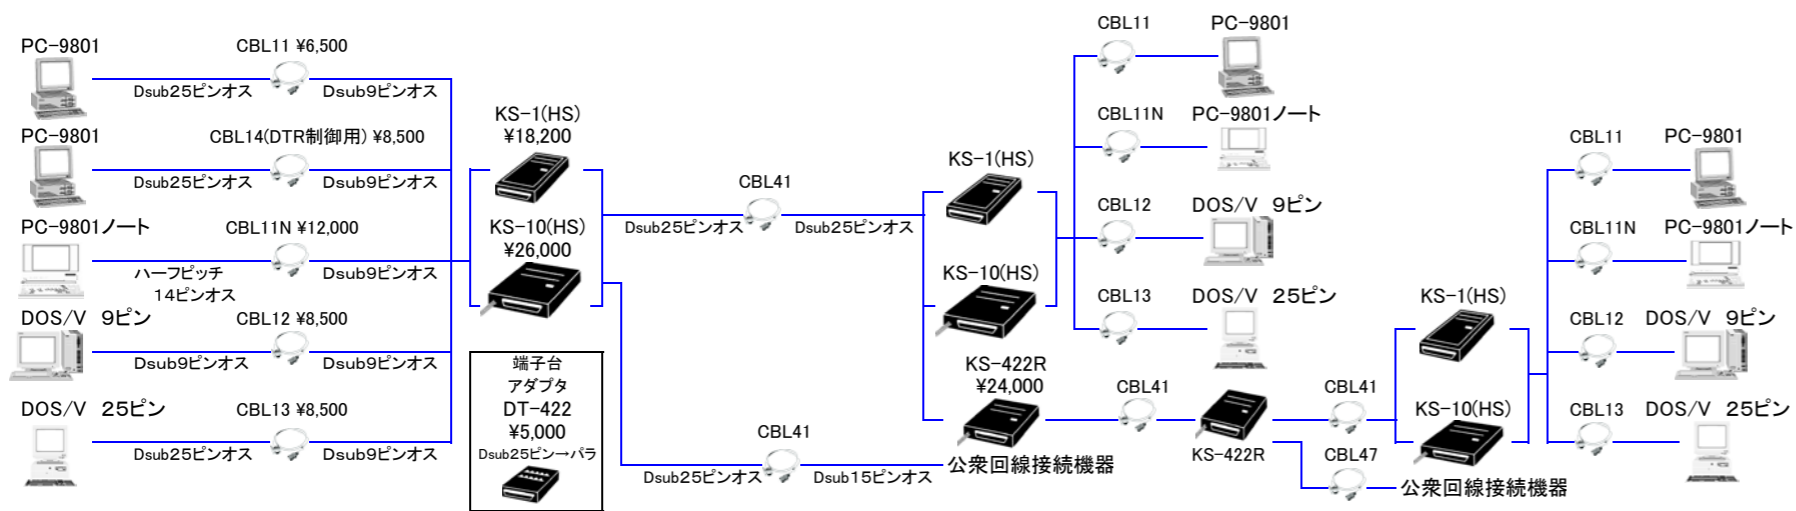 PC-9801
CBL11 ¥6,500
Dsub25ピンオス
Dsub9ピンオス
PC-9801
CBL14(DTR制御用) ¥8,500
Dsub25ピンオス
Dsub9ピンオス
PC-9801ノート
CBL11N ¥12,000
ハーフピッチ
14ピンオス
Dsub9ピンオス
DOS/V 9ピン
CBL12 ¥8,500
Dsub9ピンオス
Dsub9ピンオス
DOS/V 25ピン
CBL13 ¥8,500
Dsub25ピンオス
Dsub9ピンオス
KS-1(HS)
¥18,200
KS-10(HS)
¥26,000
端子台
アダプタ
DT-422
¥5,000
Dsub25ピン→パラ
CBL41
Dsub25ピンオス
Dsub25ピンオス
CBL41
Dsub25ピンオス
Dsub15ピンオス
公衆回線接続機器
KS-1(HS)
KS-10(HS)
KS-422R
¥24,000
CBL11
PC-9801
CBL11N
PC-9801ノート
CBL12
DOS/V 9ピン
CBL13
DOS/V 25ピン
CBL41
KS-422R
CBL41
CBL47
公衆回線接続機器
KS-1(HS)
KS-10(HS)
CBL11
PC-9801
CBL11N
PC-9801ノート
CBL12
DOS/V 9ピン
CBL13
DOS/V 25ピン